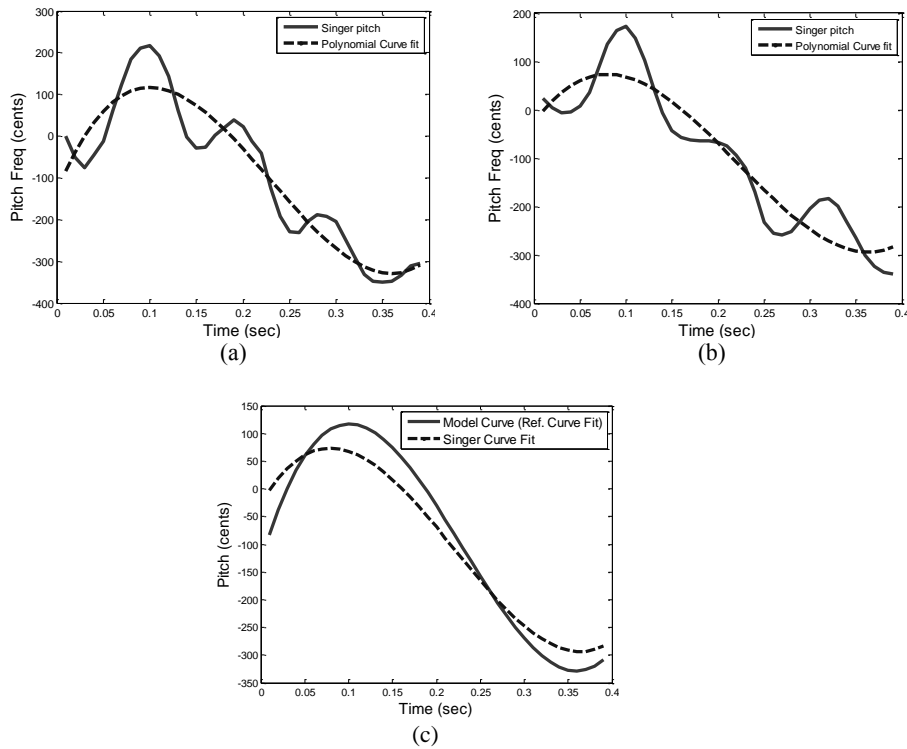 Singer pitch
Polynomial Curve fit
300
200
100
0
-100
-200
-300
-400
Pitch Freq (cents)
0 0.05 0.1 0.15 0.2 0.25 0.3 0.35 0.4
Time (sec)
(a)
Singer pitch
Polynomial Curve fit
200
100
0
-100
-200
-300
-400
Pitch Freq (cents)
0 0.05 0.1 0.15 0.2 0.25 0.3 0.35 0.4
Time (sec)
(b)
Model Curve (Ref. Curve Fit)
Singer Curve Fit
150
100
50
0
-50
-100
-150
-200
-250
-300
-350
Pitch (cents)
0 0.05 0.1 0.15 0.2 0.25 0.3 0.35 0.4
Time (sec)
(c)